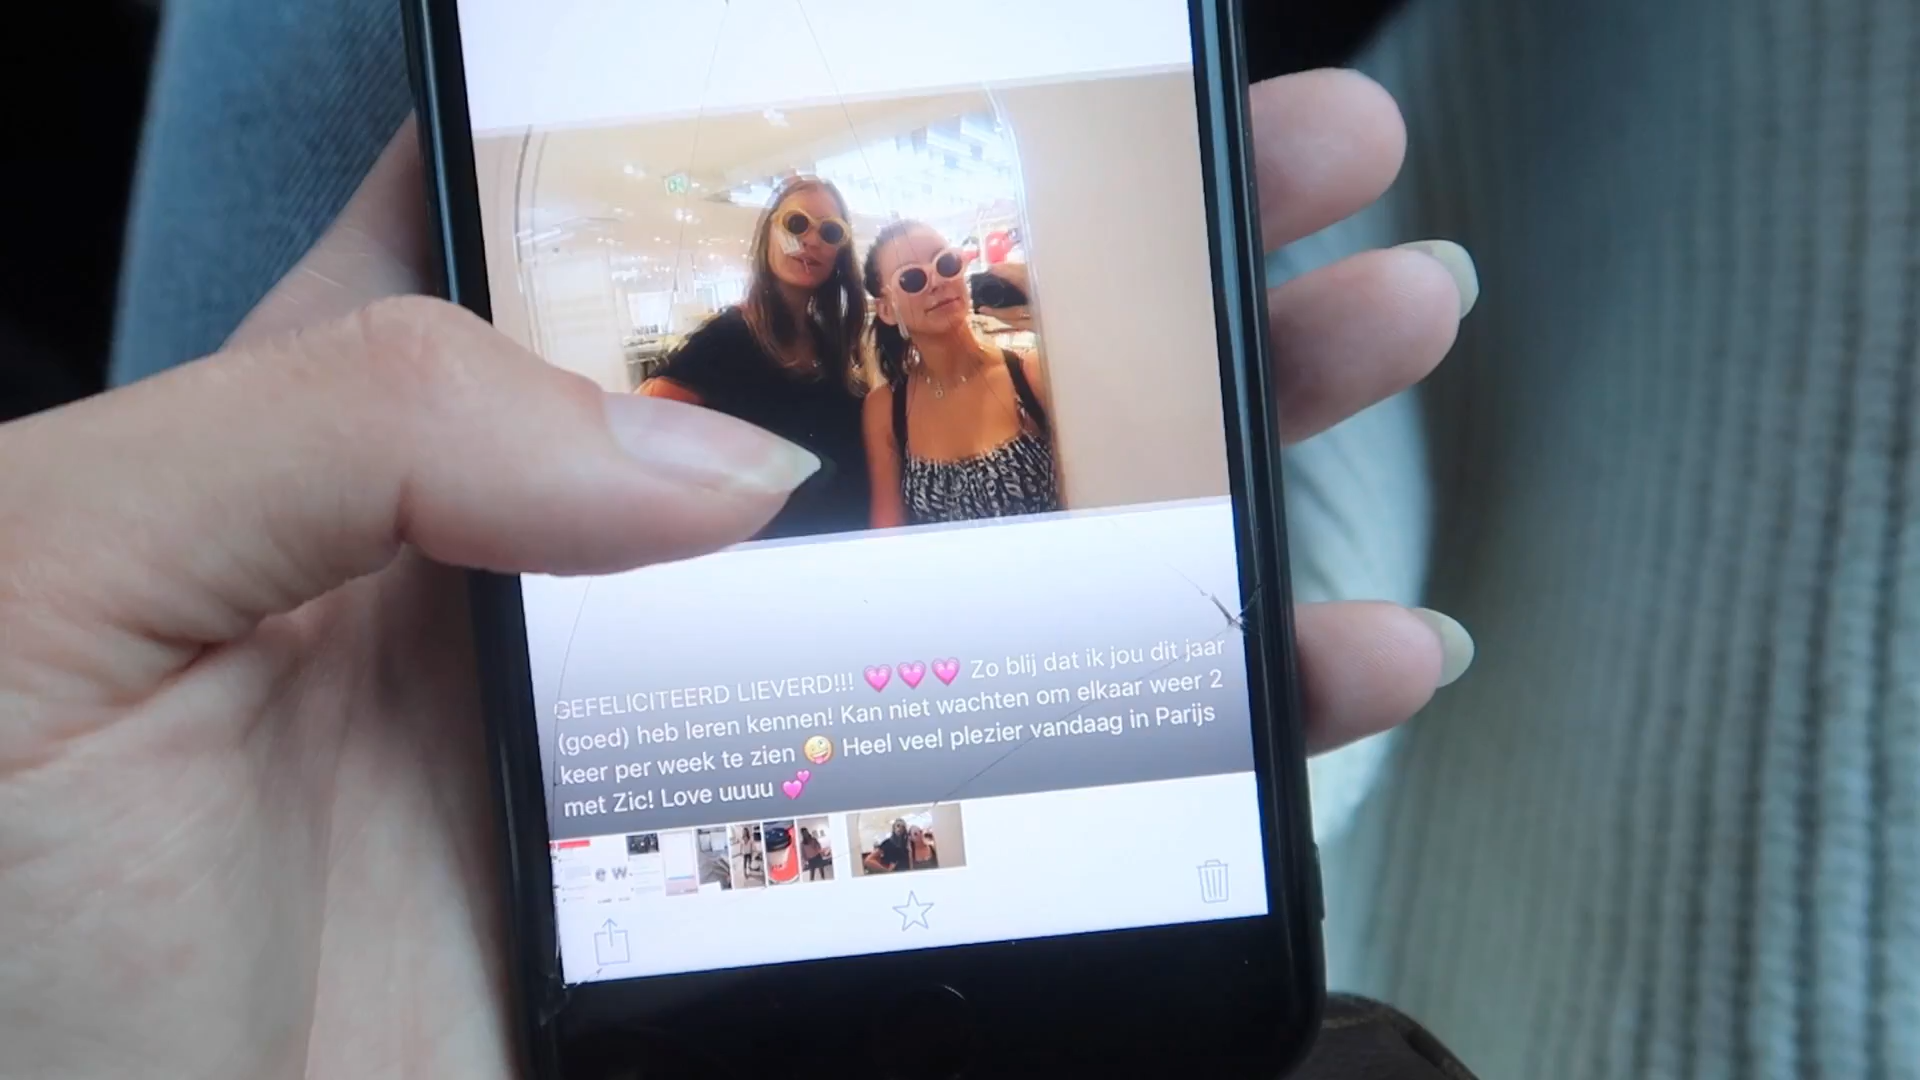 GEFELICITEERD LIEVERD!!! 💗💗💗 Zo blij dat ik jou dit jaar
(goed) heb leren kennen! Kan niet wachten om elkaar weer 2
keer per week te zien 🤪 Heel veel plezier vandaag in Parijs
met Zic! Love uuuu 💕
e w.